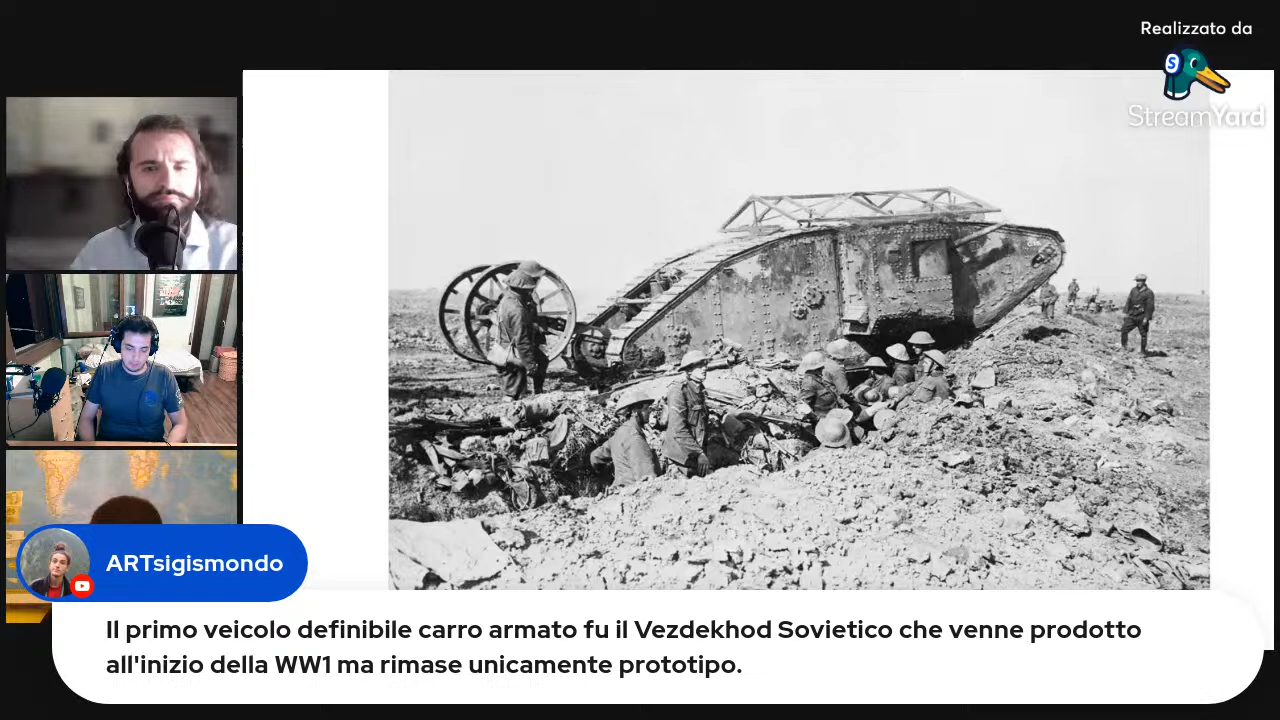 Realizzato da
StreamYard
ARTsigismondo
Il primo veicolo definibile carro armato fu il Vezdekhod Sovietico che venne prodotto
all'inizio della WW1 ma rimase unicamente prototipo.